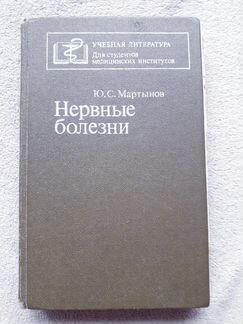 УЧЕБНАЯ ЛИТЕРАТУРА
Для студентов
медицинских институтов
Ю.С. Мартынов
Нервные
болезни